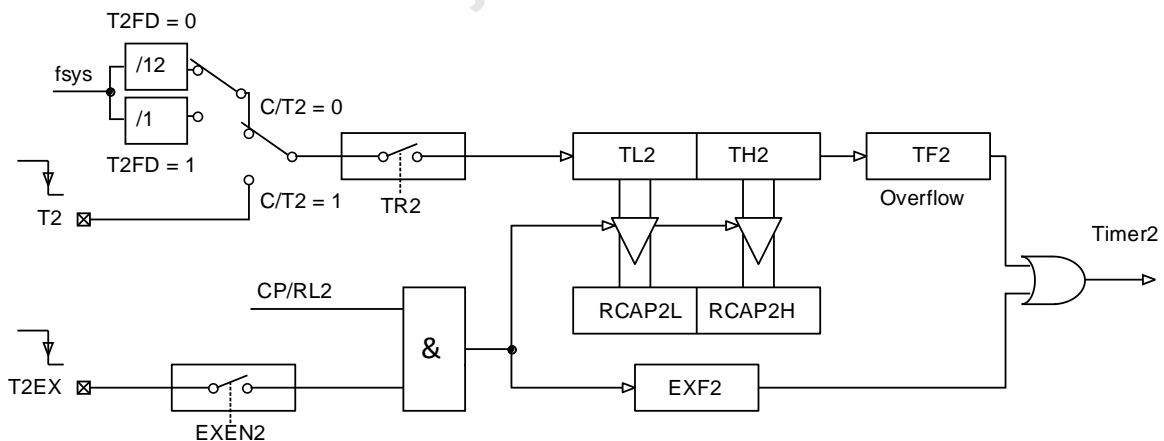 T2FD = 0
/12
fsys
C/T2 = 0
/1
T2FD = 1
TL2
TH2
TF2
C/T2 = 1
TR2
Overflow
T2
Timer2
CP/RL2
RCAP2L
RCAP2H
&
T2EX
EXF2
EXEN2